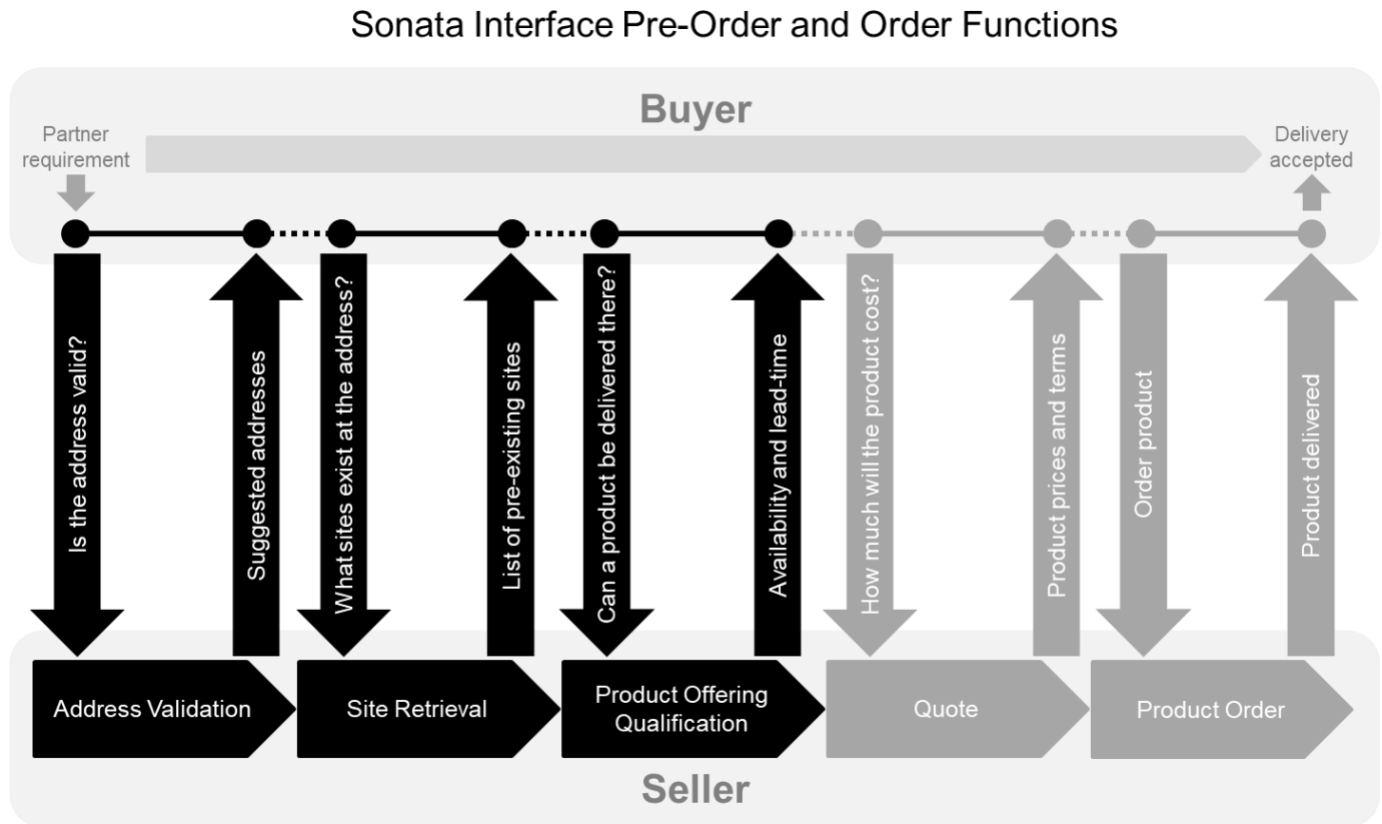 Sonata Interface Pre-Order and Order Functions
Buyer
Partner
requirement
Delivery
accepted
Is the address valid?
Suggested addresses
What sites exist at the address?
List of pre-existing sites
Can a product be delivered there?
Availability and lead-time
How much will the product cost?
Product prices and terms
Order product
Product delivered
Address Validation
Site Retrieval
Product Offering
Qualification
Quote
Product Order
Seller